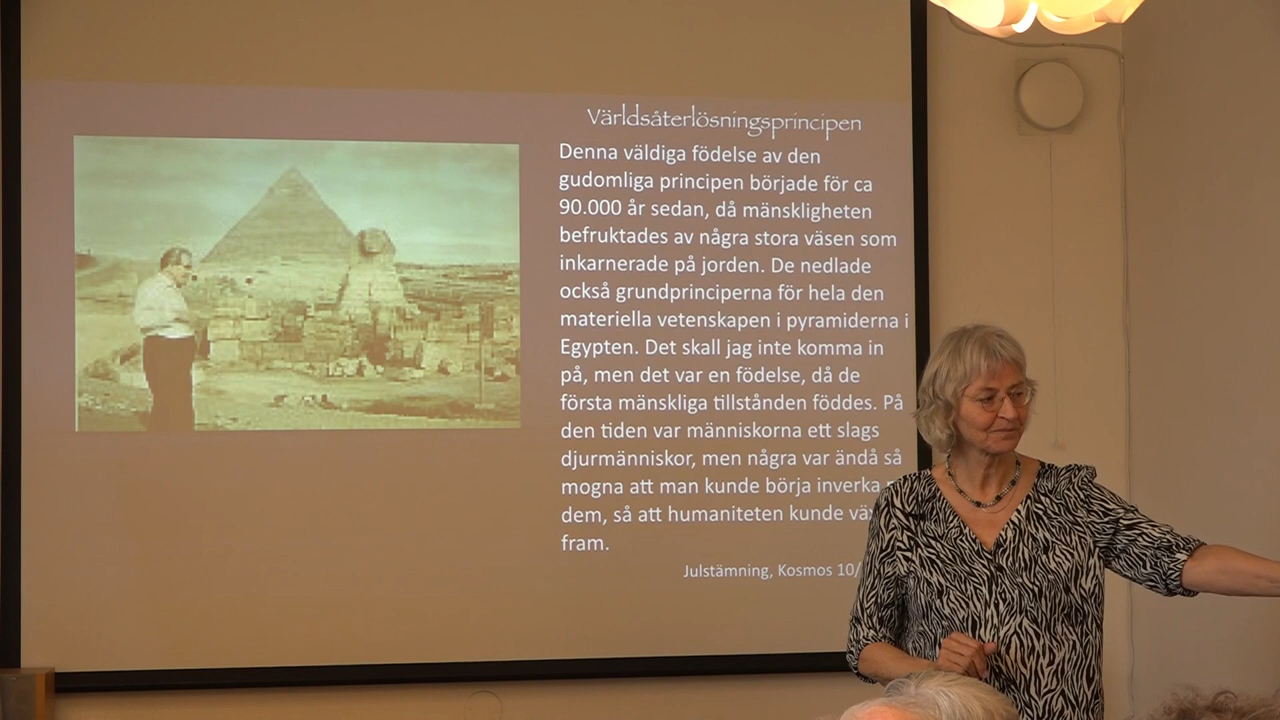 Världsåterlösningsprincipen
Denna väldiga födelse av den
gudomliga principen började för ca
90.000 år sedan, då mänskligheten
befruktades av några stora väsen som
inkarnerade på jorden. De nedlade
också grundprinciperna för hela den
materiella vetenskapen i pyramiderna i
Egypten. Det skall jag inte komma in
på, men det var en födelse, då de
första mänskliga tillstånden föddes. På
den tiden var människorna ett slags
djurmänniskor, men några var ändå så
mogna att man kunde börja inverka
dem, så att humaniteten kunde
fram.
Julstämning, Kosmos 10/